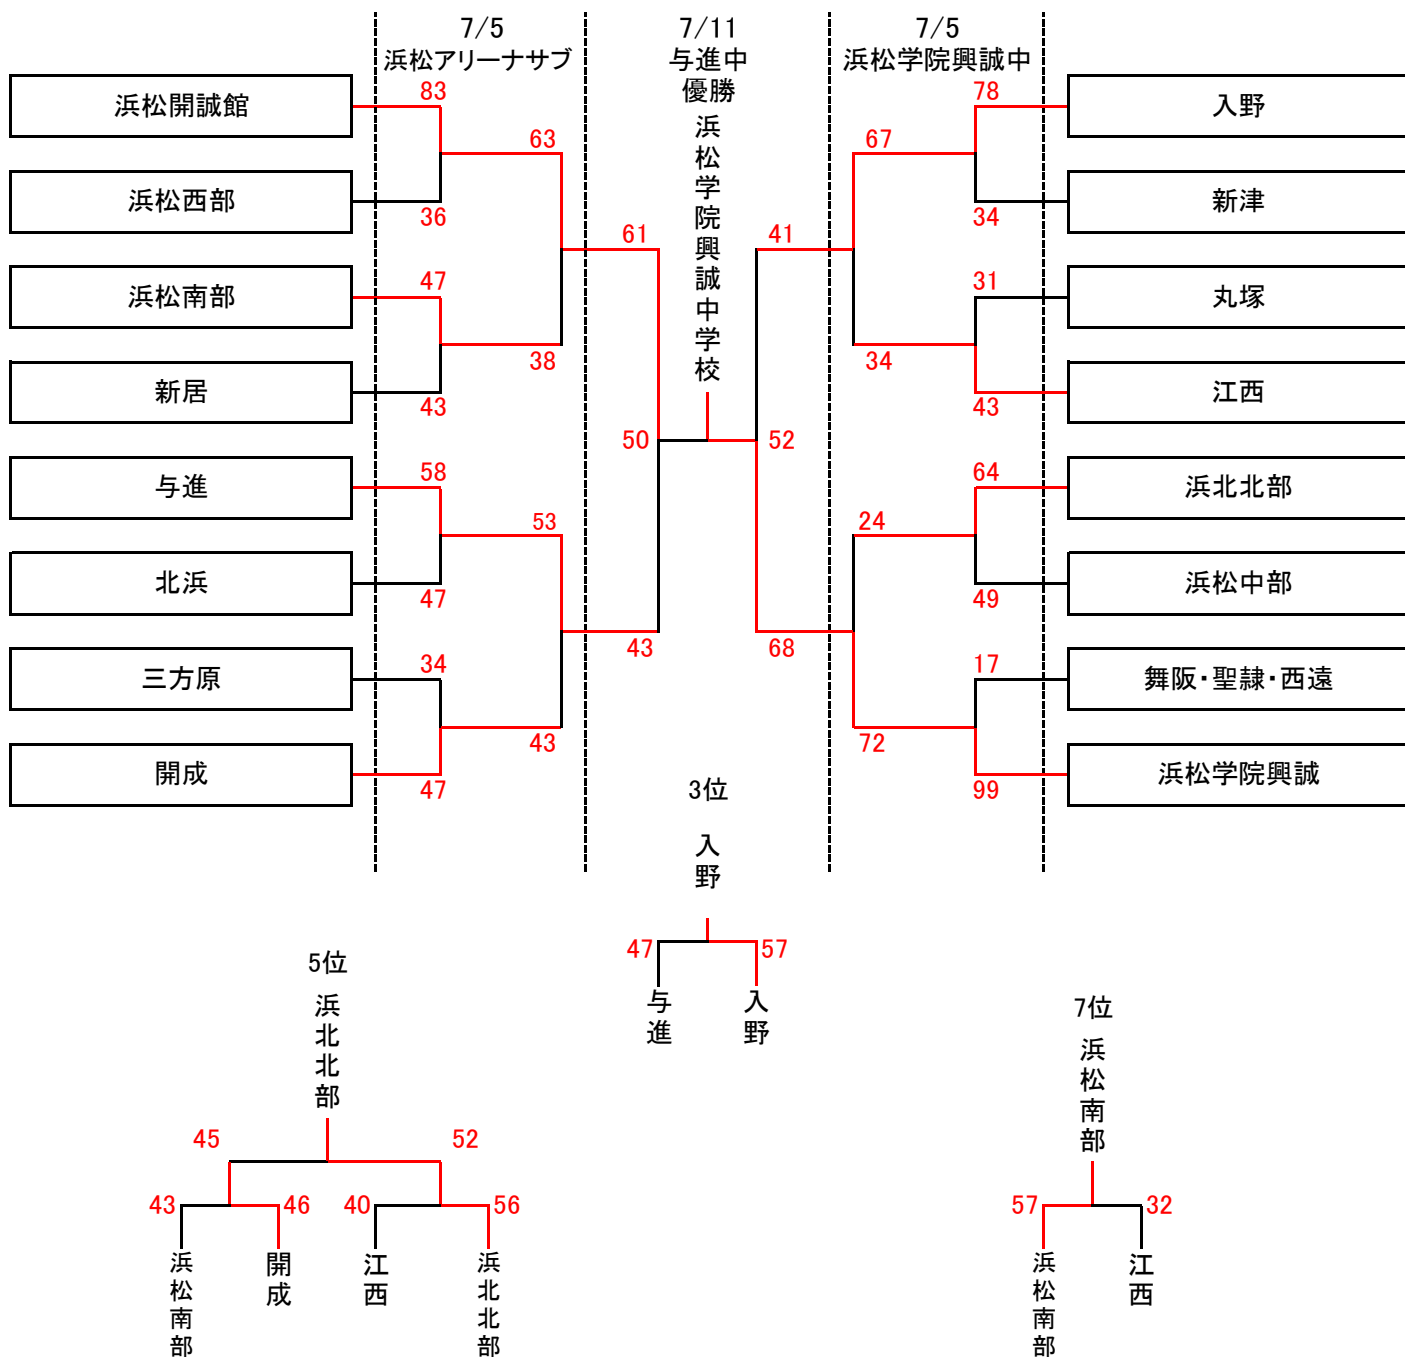 7/5
浜松アリーナサブ
7/11
与進中
優勝
浜松学院興誠中学校
7/5
浜松学院興誠中
浜松開誠館
83
63
浜松西部
36
61
浜松南部
47
38
新居
43
50
与進
58
53
北浜
47
43
三方原
34
43
開成
47
78
入野
67
34
新津
41
31
丸塚
34
43
江西
52
64
浜北北部
24
49
浜松中部
68
17
舞阪・聖隷・西遠
72
99
浜松学院興誠
3位
入野
47
57
与進
入野
5位
浜北北部
45
52
43
46
40
56
浜松南部
開成
江西
浜北北部
7位
浜松南部
57
32
浜松南部
江西